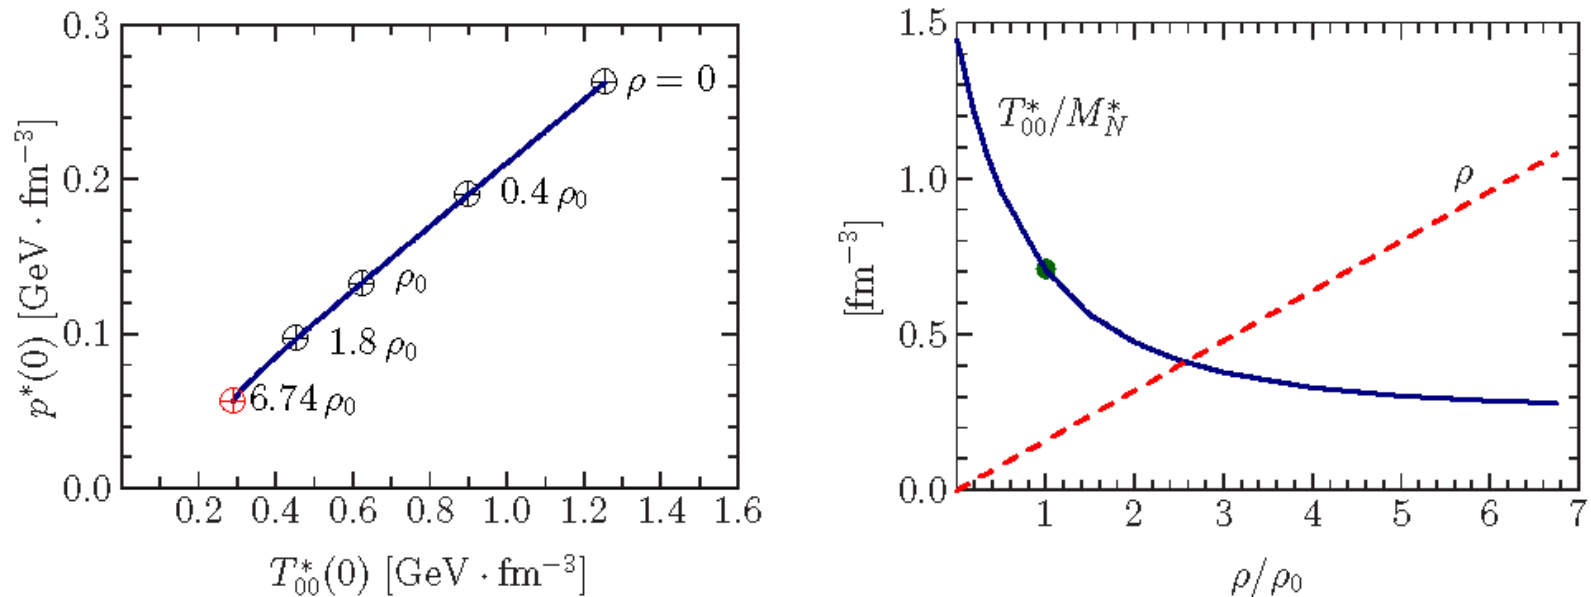 0.3
0.2
0.1
0.0
p*(0) [GeV · fm⁻³]
ρ = 0
0.4 ρ₀
ρ₀
1.8 ρ₀
6.74 ρ₀
0.2 0.4 0.6 0.8 1.0 1.2 1.4 1.6
T*₀₀(0) [GeV · fm⁻³]
1.5
1.0
0.5
0.0
[fm⁻³]
T*₀₀/M*_N
ρ
1 2 3 4 5 6 7
ρ/ρ₀